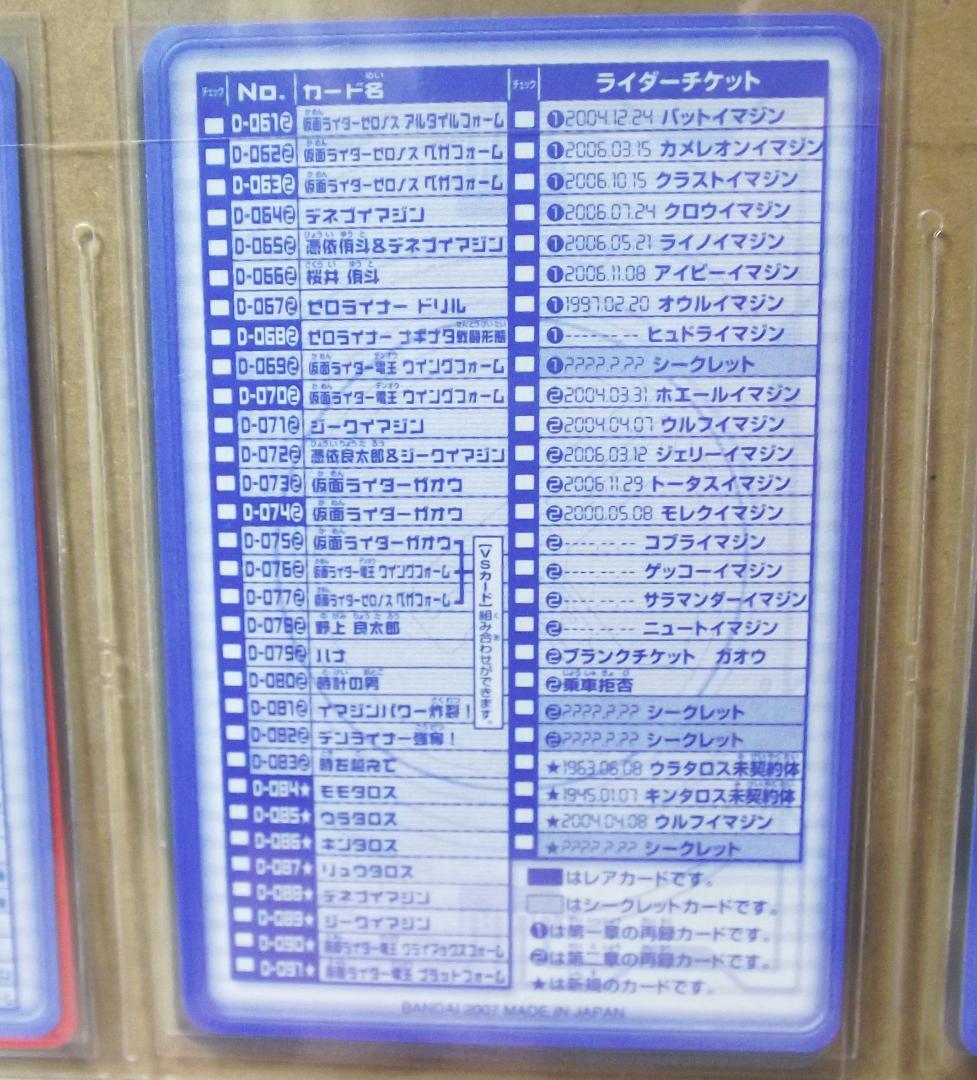 チェック No. カード名
D-061② 仮面ライダーゼロノス アルタイルフォーム
D-062② 仮面ライダーゼロノス ベガフォーム
D-063② 仮面ライダーゼロノス ベガフォーム
D-064② デネブイマジン
D-065② 憑依侑斗&デネブイマジン
D-066② 桜井 侑斗
D-067② ゼロライナー ドリル
D-068② ゼロライナー ナギナタ戦闘形態
D-069② 仮面ライダー電王 ウイングフォーム
D-070② 仮面ライダー電王 ウイングフォーム
D-071② ジークイマジン
D-072② 憑依良太郎&ジークイマジン
D-073② 仮面ライダーガオウ
D-074② 仮面ライダーガオウ
D-075② 仮面ライダーガオウ
D-076② 仮面ライダー電王 ウイングフォーム
D-077② 仮面ライダーゼロノス ベガフォーム
[VSカード]組み合わせができます。
D-078② 野上 良太郎
D-079② ハナ
D-080② 時計の男
D-081② イマジンパワー炸裂!
D-082② デンライナー強奪!
D-083② 時を越えて
D-084★ モモタロス
D-085★ ウラタロス
D-086★ キンタロス
D-087★ リュウタロス
D-088★ デネブイマジン
D-089★ ジークイマジン
D-090★ 仮面ライダー電王 クライマックスフォーム
D-091★ 仮面ライダー電王 プラットフォーム
チェック ライダーチケット
❶2004.12.24 バットイマジン
❶2006.03.15 カメレオンイマジン
❶2006.10.15 クラストイマジン
❶2006.07.24 クロウイマジン
❶2006.05.21 ライノイマジン
❶2006.11.08 アイビーイマジン
❶1997.02.20 オウルイマジン
❶----.--.-- ヒュドライマジン
❶????.?.?? シークレット
❷2004.03.31 ホエールイマジン
❷2004.04.07 ウルフイマジン
❷2006.03.12 ジェリーイマジン
❷2006.11.29 トータスイマジン
❷2000.05.08 モレクイマジン
❷----.--.-- コブライマジン
❷----.--.-- ゲッコーイマジン
❷----.--.-- サラマンダーイマジン
❷----.--.-- ニュートイマジン
❷ブランクチケット ガオウ
❷乗車拒否
❷????.?.?? シークレット
❷????.?.?? シークレット
★1963.06.08 ウラタロス未契約体
★1945.01.07 キンタロス未契約体
★2004.04.08 ウルフイマジン
★????.?.?? シークレット
はレアカードです。
はシークレットカードです。
❶は第一章の再録カードです。
❷は第二章の再録カードです。
★は新規のカードです。
BANDAI 2007 MADE IN JAPAN